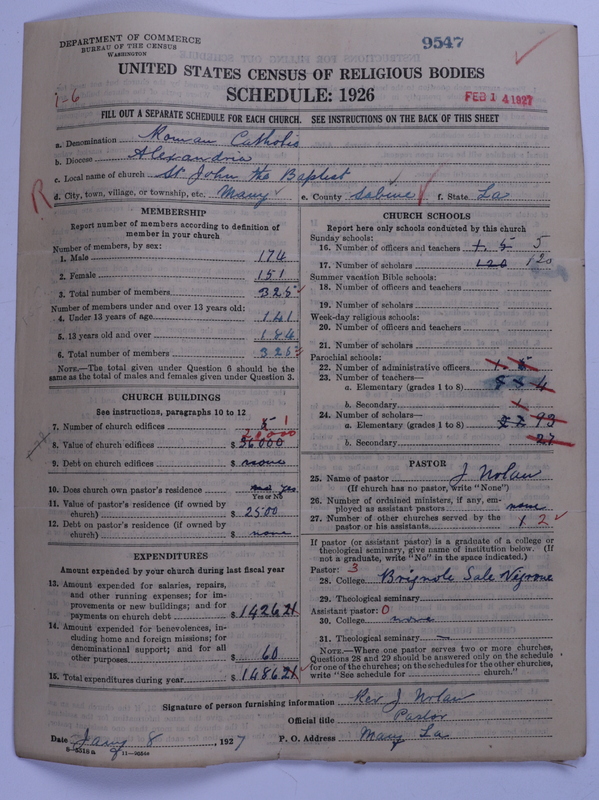 DEPARTMENT OF COMMERCE
BUREAU OF THE CENSUS
WASHINGTON
9547
UNITED STATES CENSUS OF RELIGIOUS BODIES
SCHEDULE: 1926
1=6
FEB 14 1927
FILL OUT A SEPARATE SCHEDULE FOR EACH CHURCH. SEE INSTRUCTIONS ON THE BACK OF THIS SHEET
a. Denomination Roman Catholic
b. Diocese Alexandria
c. Local name of church St John the Baptist
R
d. City, town, village, or township, etc. Many e. County Sabine f. State La
MEMBERSHIP
Report number of members according to definition of member in your church
Number of members, by sex:
1. Male 174
2. Female 151
3. Total number of members 325
Number of members under and over 13 years old:
4. Under 13 years of age 141
5. 13 years old and over 184
6. Total number of members 325
NOTE.—The total given under Question 6 should be the
same as the total of males and females given under Question 3.
CHURCH BUILDINGS
See instructions, paragraphs 10 to 12
7. Number of church edifices 5 1
8. Value of church edifices $
9. Debt on church edifices $ none
10. Does church own pastor's residence no yes
Yes or No
11. Value of pastor's residence (if owned by
church) $ 2500
12. Debt on pastor's residence (if owned by
church) $ none
EXPENDITURES
Amount expended by your church during last fiscal year
13. Amount expended for salaries, repairs,
and other running expenses; for im-
provements or new buildings; and for
payments on church debt $
14. Amount expended for benevolences, in-
cluding home and foreign missions; for
denominational support; and for all
other purposes $ 60
15. Total expenditures during year $
CHURCH SCHOOLS
Report here only schools conducted by this church
Sunday schools:
16. Number of officers and teachers 1. 5 5
17. Number of scholars 120 120
Summer vacation Bible schools:
18. Number of officers and teachers
19. Number of scholars
Week-day religious schools:
20. Number of officers and teachers
21. Number of scholars
Parochial schools:
22. Number of administrative officers
23. Number of teachers—
a. Elementary (grades 1 to 8) 4
b. Secondary 1
24. Number of scholars—
a. Elementary (grades 1 to 8) 93
b. Secondary 27
PASTOR
25. Name of pastor J Nolan
(If church has no pastor, write "None")
26. Number of ordained ministers, if any, em-
ployed as assistant pastors none
27. Number of other churches served by the
pastor or his assistants 1 2
If pastor (or assistant pastor) is a graduate of a college or
theological seminary, give name of institution below. (If
not a graduate, write "No" in the space indicated.)
Pastor: 3
28. College Brignole Sale Nigrone
29. Theological seminary
Assistant pastor: 0
30. College none
31. Theological seminary —
NOTE.—Where one pastor serves two or more churches,
Questions 28 and 29 should be answered only on the schedule
for one of the churches; on the schedules for the other churches,
write "See schedule for church."
Signature of person furnishing information Rev J Nolan
Official title Pastor
Date Jany 8, 1927 P. O. Address Many La